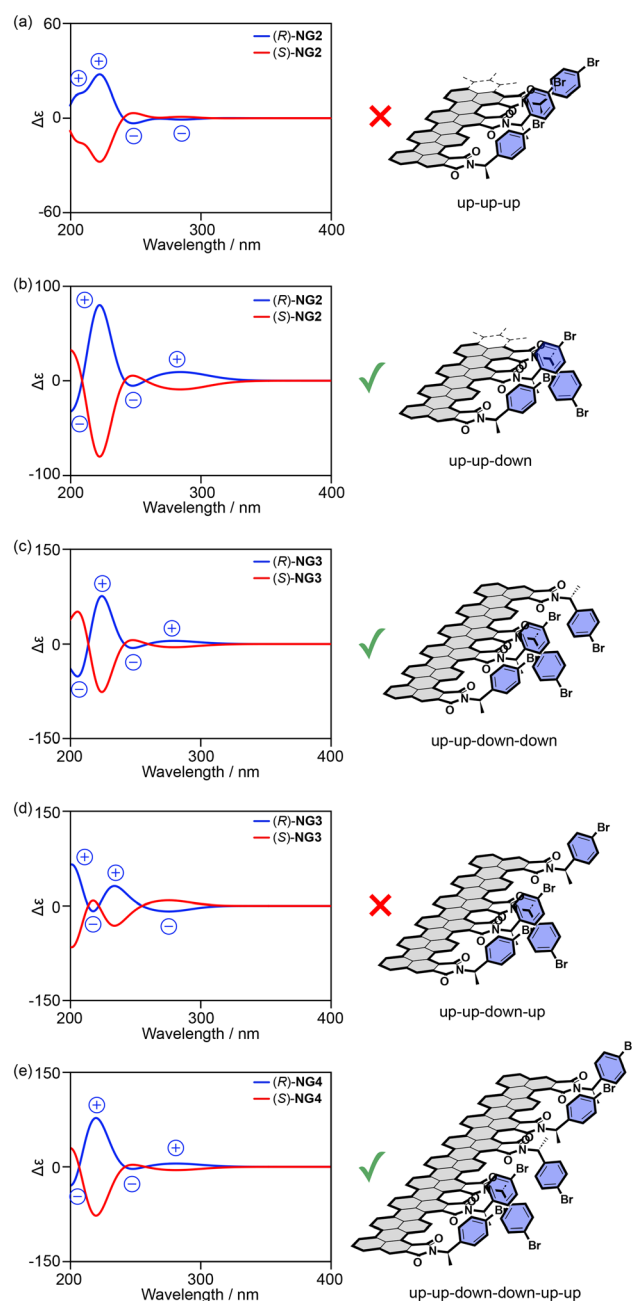 (a)
60
(R)-NG2
(S)-NG2
Δε
0
-60
200
300
400
Wavelength / nm
Br
Br
Br
O
N
O
O
N
O
O
N
O
up-up-up
(b)
100
(R)-NG2
(S)-NG2
Δε
0
-100
200
300
400
Wavelength / nm
Br
Br
Br
O
N
O
O
N
O
O
N
O
up-up-down
(c)
150
(R)-NG3
(S)-NG3
Δε
0
-150
200
300
400
Wavelength / nm
O
N
O
Br
Br
Br
Br
O
N
O
O
N
O
O
N
O
up-up-down-down
(d)
150
(R)-NG3
(S)-NG3
Δε
0
-150
200
300
400
Wavelength / nm
Br
O
N
O
Br
Br
Br
O
N
O
O
N
O
O
N
O
up-up-down-up
(e)
150
(R)-NG4
(S)-NG4
Δε
0
-150
200
300
400
Wavelength / nm
B
Br
O
N
O
O
N
O
O
N
O
Br
Br
Br
Br
O
N
O
O
N
O
O
N
O
up-up-down-down-up-up